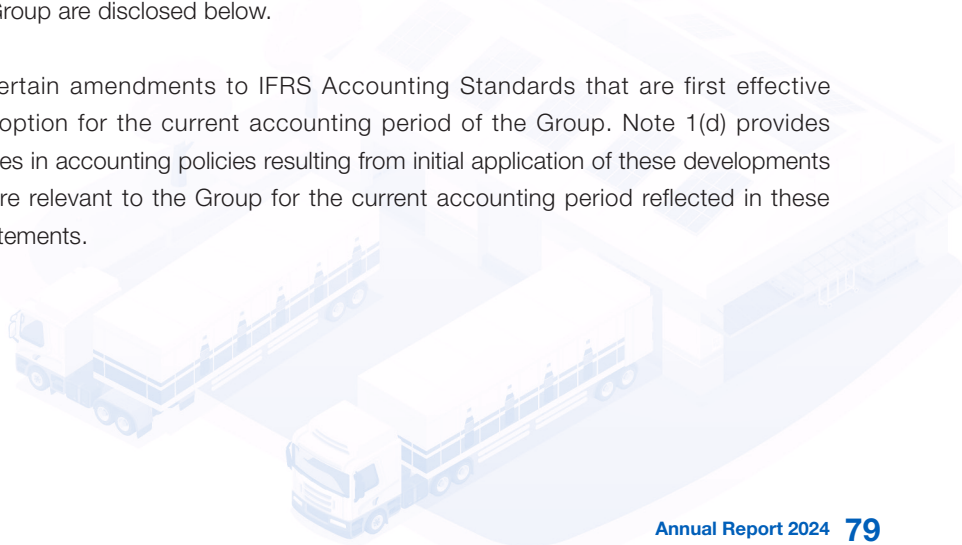 Group are disclosed below.
ertain amendments to IFRS Accounting Standards that are first effective
option for the current accounting period of the Group. Note 1(d) provides
es in accounting policies resulting from initial application of these developments
re relevant to the Group for the current accounting period reflected in these
tements.
Annual Report 2024 79